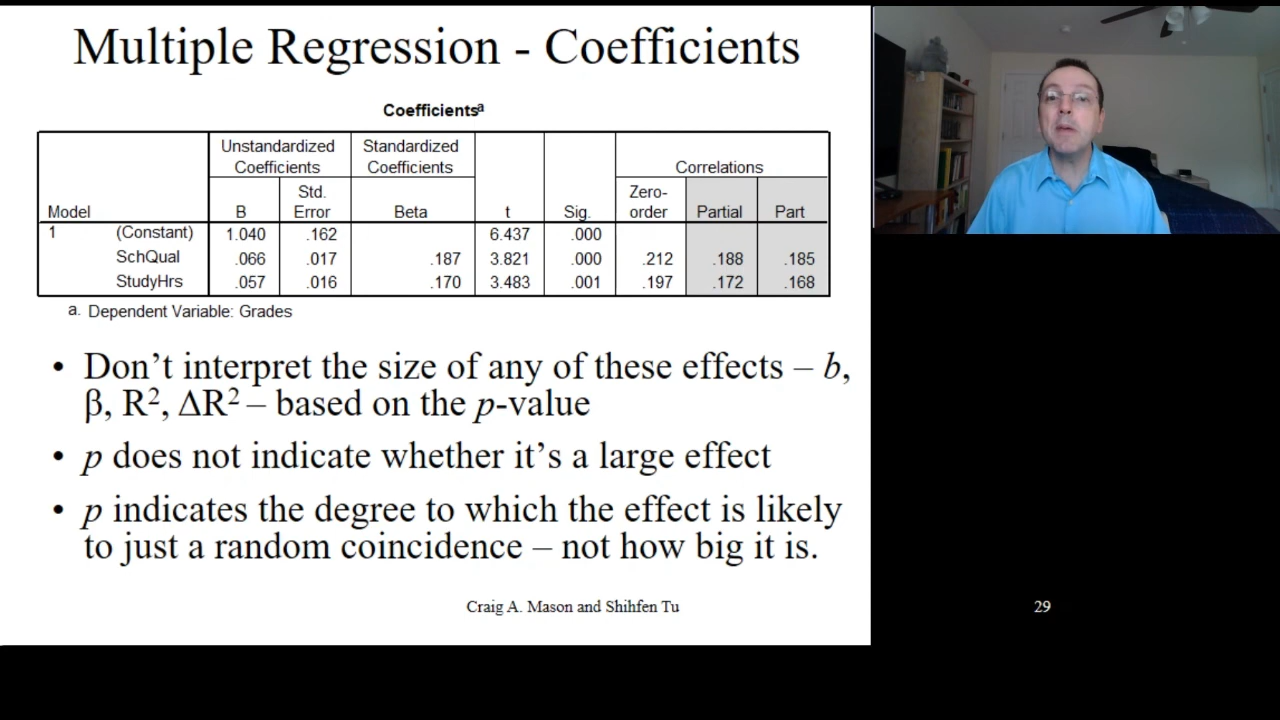 Multiple Regression - Coefficients
Coefficientsᵃ
Unstandardized Coefficients Standardized Coefficients Correlations
Model B Std. Error Beta t Sig. Zero-order Partial Part
1 (Constant) 1.040 .162 6.437 .000
SchQual .066 .017 .187 3.821 .000 .212 .188 .185
StudyHrs .057 .016 .170 3.483 .001 .197 .172 .168
a. Dependent Variable: Grades
• Don’t interpret the size of any of these effects – b,
β, R², ΔR² – based on the p-value
• p does not indicate whether it’s a large effect
• p indicates the degree to which the effect is likely
to just a random coincidence – not how big it is.
Craig A. Mason and Shihfen Tu
29